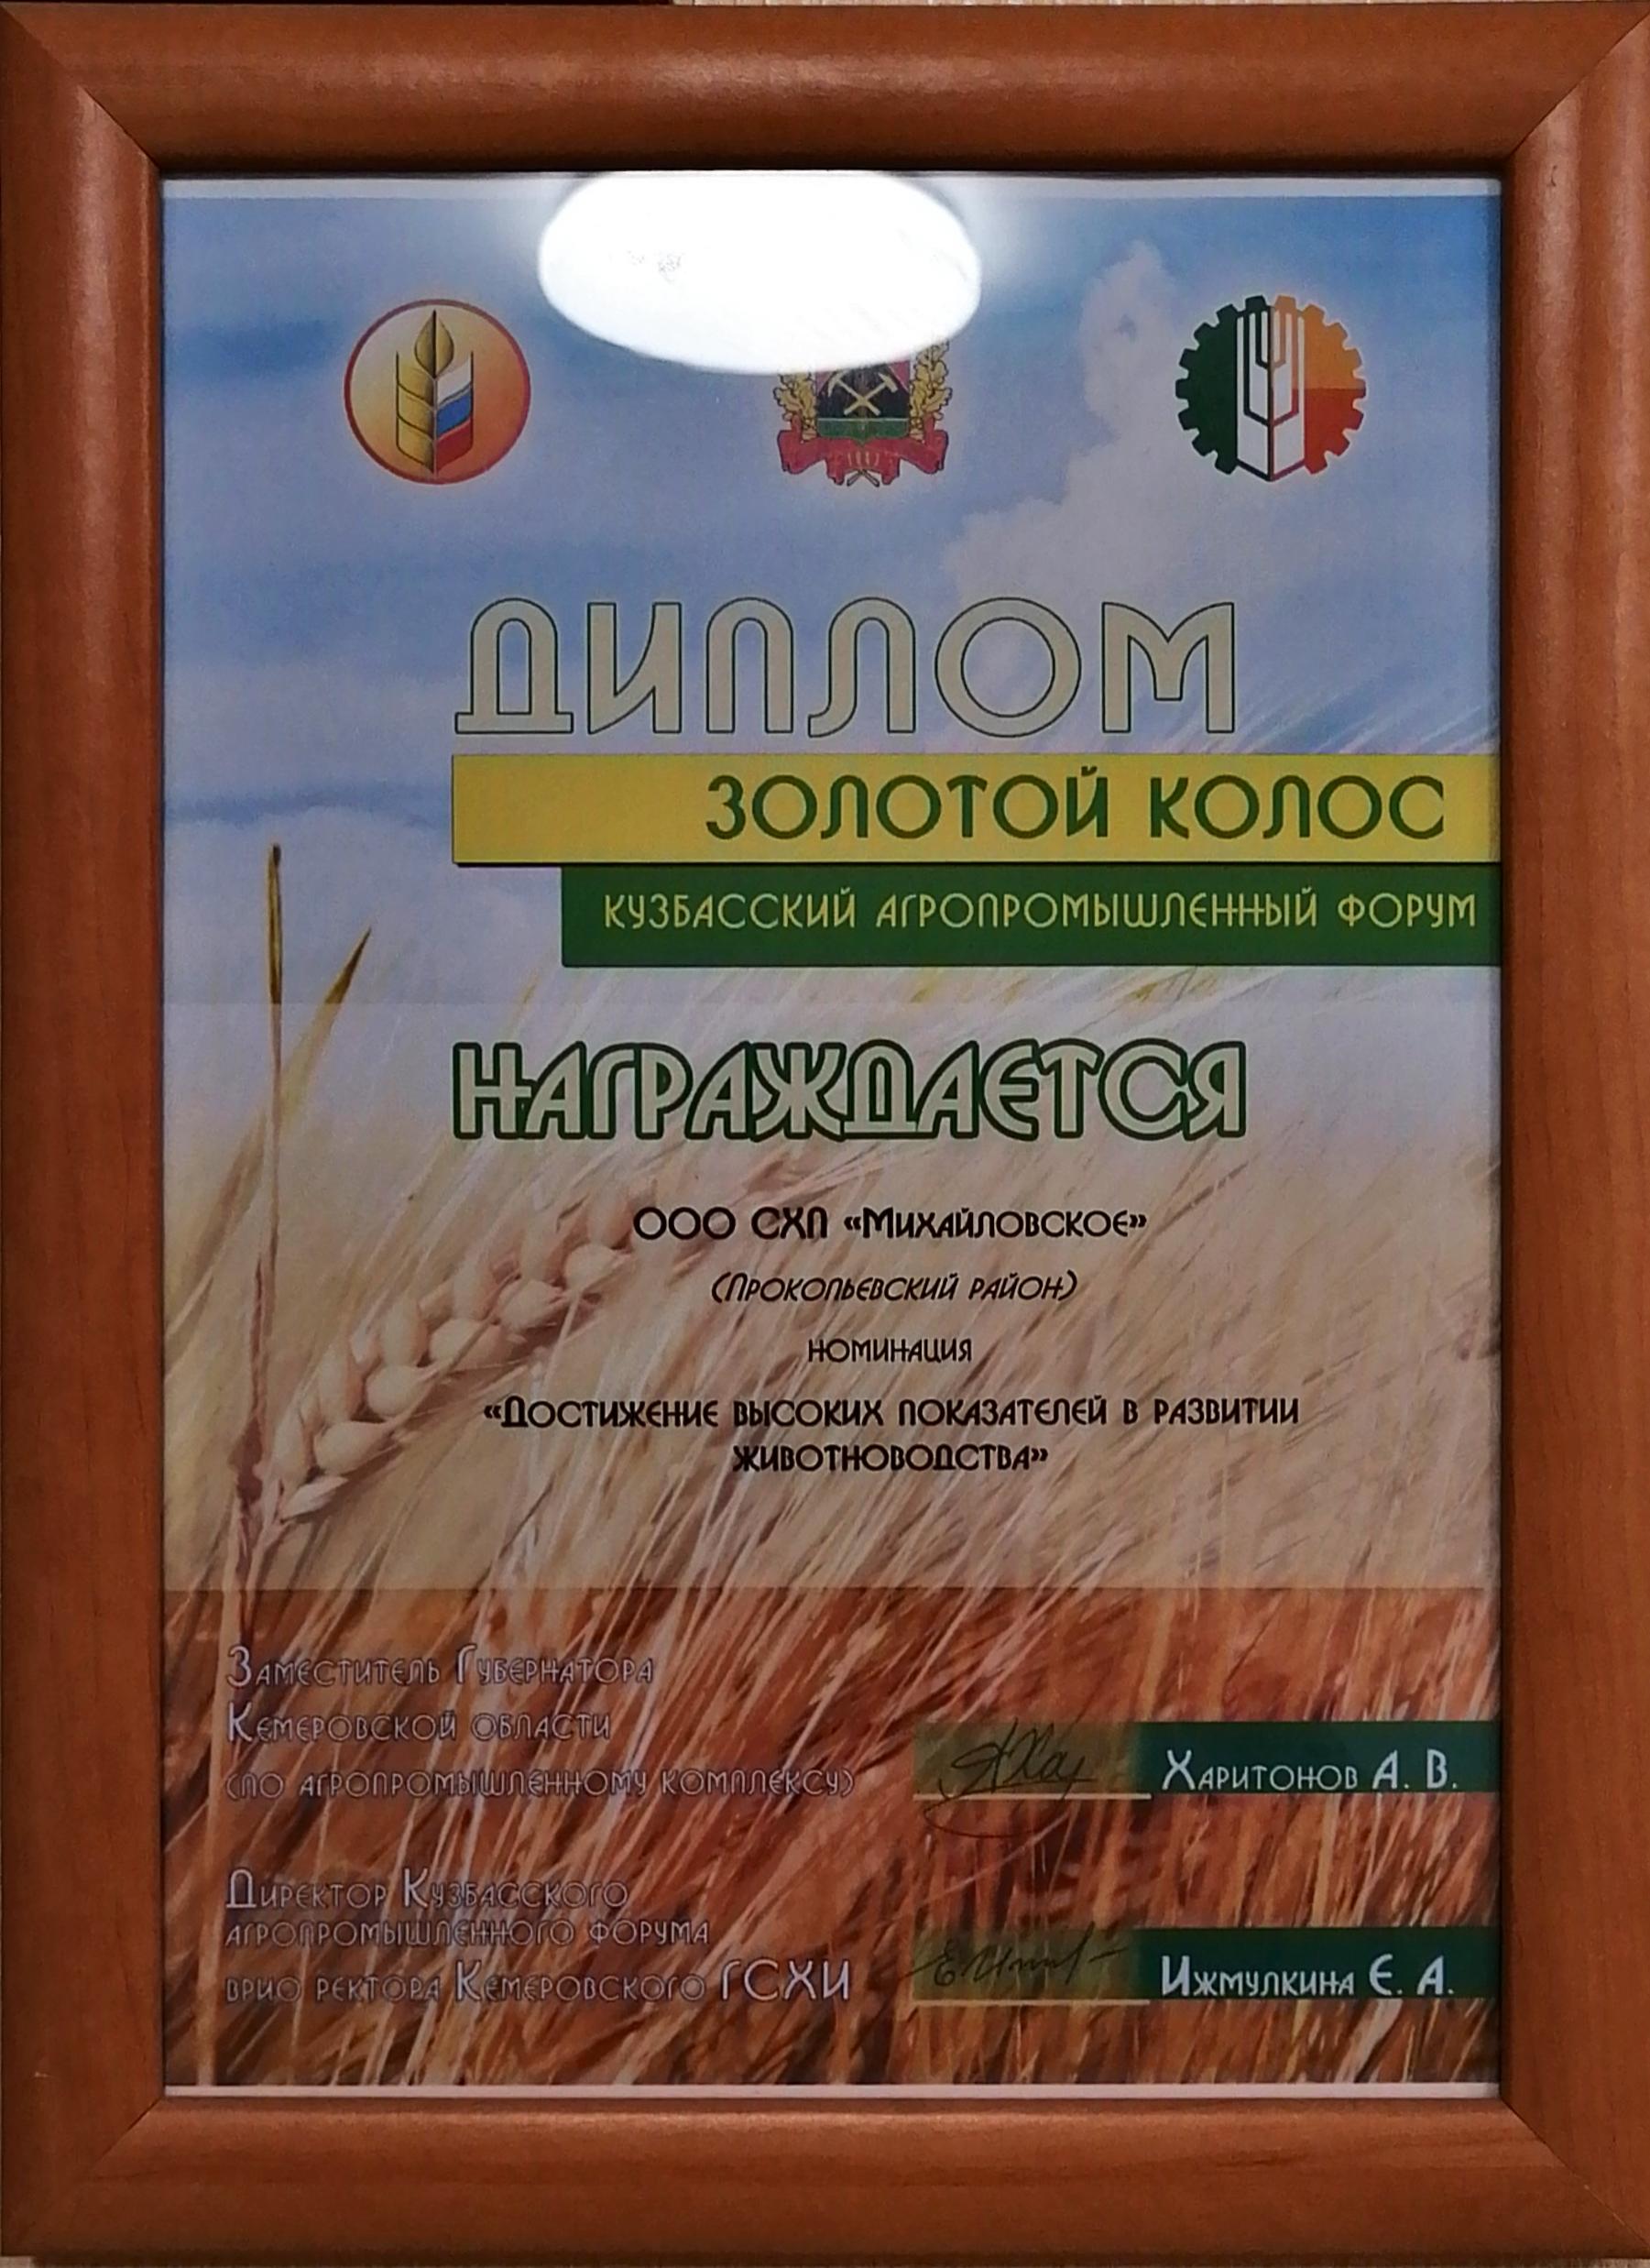 ДИПЛОМ
ЗОЛОТОЙ КОЛОС
КУЗБАССКИЙ АГРОПРОМЫШЛЕННЫЙ ФОРУМ
НАГРАЖДАЕТСЯ
ООО СХП «МИХАЙЛОВСКОЕ»
(ПРОКОПЬЕВСКИЙ РАЙОН)
НОМИНАЦИЯ
«ДОСТИЖЕНИЕ ВЫСОКИХ ПОКАЗАТЕЛЕЙ В РАЗВИТИИ
ЖИВОТНОВОДСТВА»
ЗАМЕСТИТЕЛЬ ГУБЕРНАТОРА
КЕМЕРОВСКОЙ ОБЛАСТИ
(ПО АГРОПРОМЫШЛЕННОМУ КОМПЛЕКСУ)
ХАРИТОНОВ А. В.
ДИРЕКТОР КУЗБАССКОГО
АГРОПРОМЫШЛЕННОГО ФОРУМА
ВРИО РЕКТОРА КЕМЕРОВСКОГО ГСХИ
ИЖМУЛКИНА Е. А.